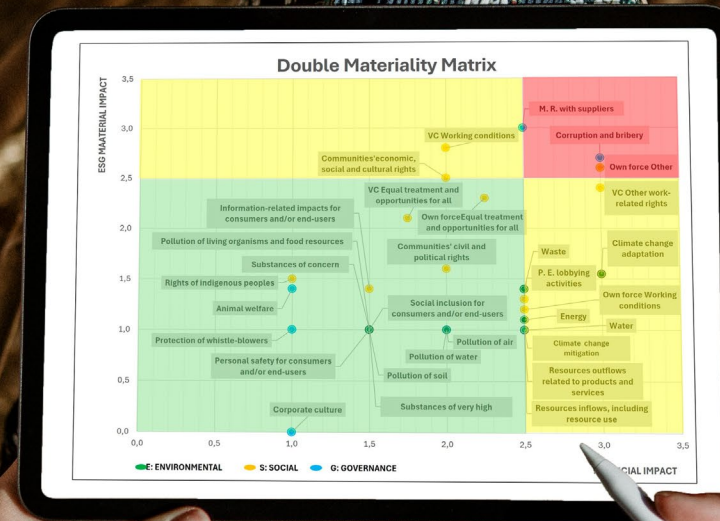 Double Materiality Matrix
ESG MAATERIAL IMPACT
3,5
3,0
2,5
2,0
1,5
1,0
0,5
0,0
M. R. with suppliers
VC Working conditions
Corruption and bribery
Communities'economic,
social and cultural rights
Own force Other
VC Equal treatment and
opportunities for all
VC Other work-
related rights
Information-related impacts for
consumers and/or end-users
Own forceEqual treatment
and opportunities for all
Pollution of living organisms and food resources
Communities' civil and
political rights
Waste
Climate change
adaptation
Substances of concern
P. E. lobbying
activities
Rights of indigenous peoples
Animal welfare
Social inclusion for
consumers and/or end-users
Own force Working
conditions
Energy
Water
Protection of whistle-blowers
Pollution of air
Climate change
mitigation
Personal safety for consumers
and/or end-users
Pollution of water
Pollution of soil
Resources outflows
related to products and
services
Corporate culture
Substances of very high
Resources inflows, including
resource use
0,0 0,5 1,0 1,5 2,0 2,5 3,0 3,5
E: ENVIRONMENTAL S: SOCIAL G: GOVERNANCE
IMPACT